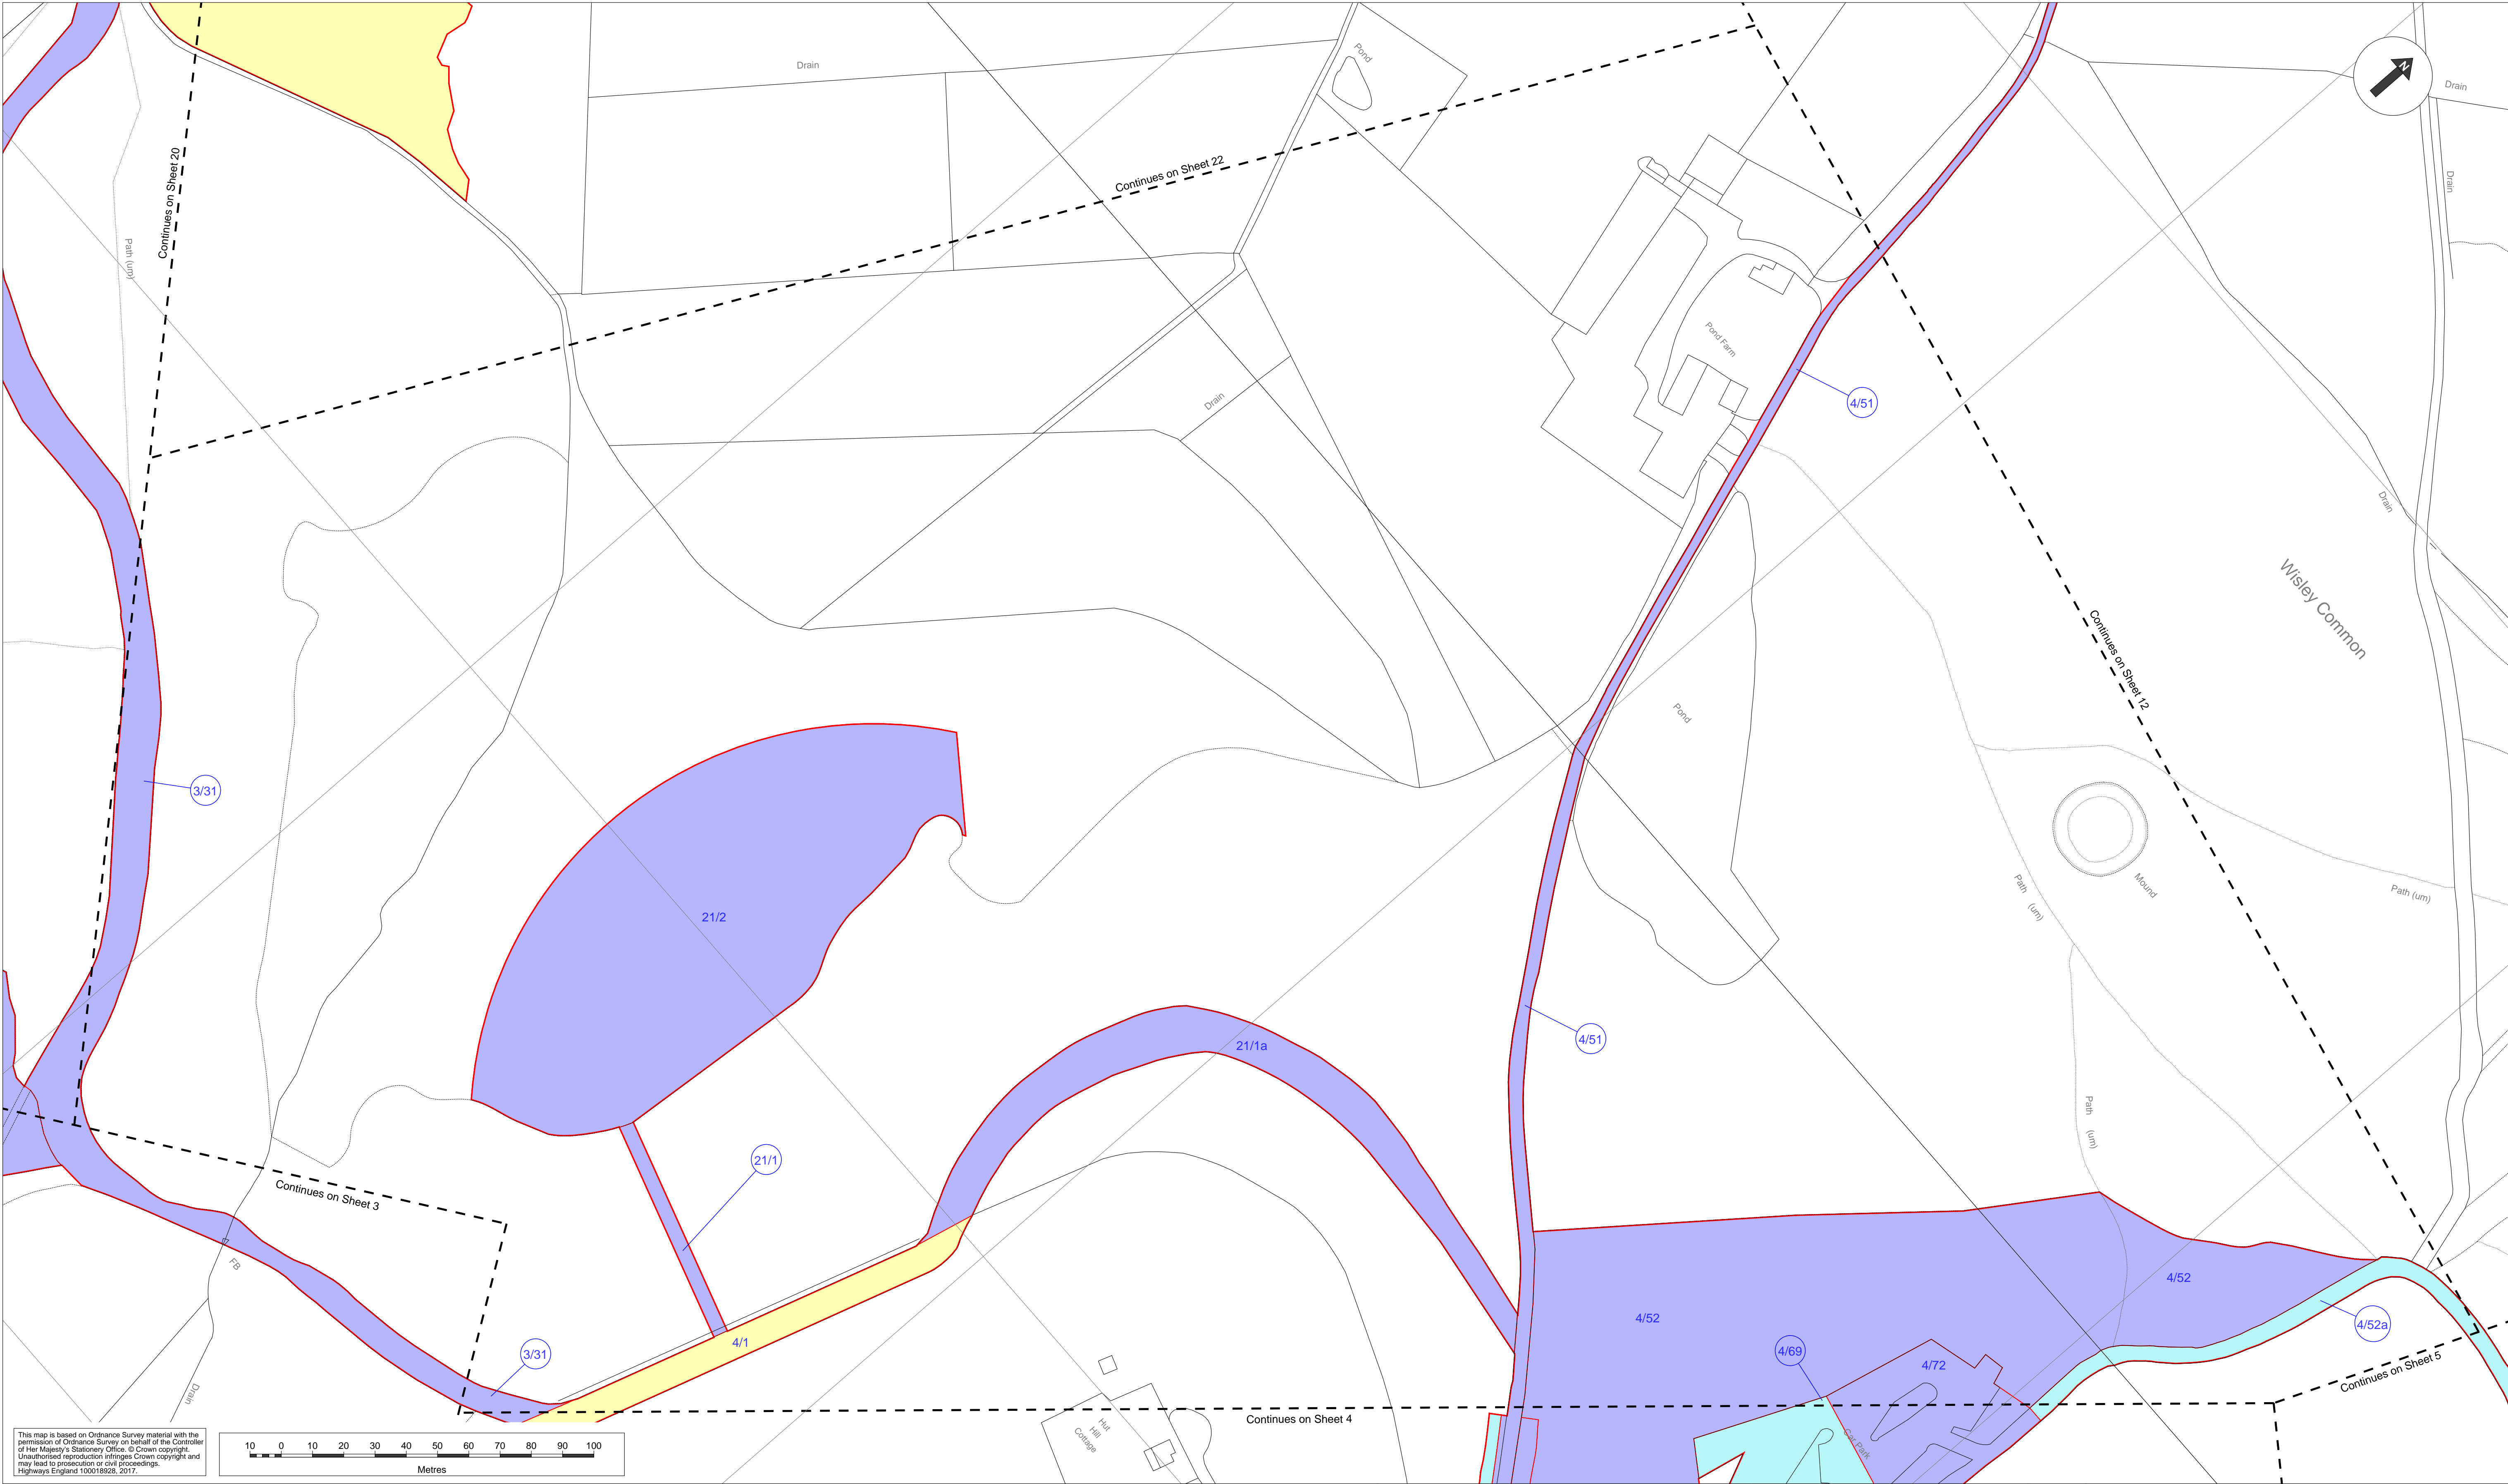 Drain
Pond
N
Drain
Continues on Sheet 20
Continues on Sheet 22
Drain
Path (um)
Pond Farm
4/51
Drain
Drain
Wisley Common
Continues on Sheet 12
Pond
3/31
Mound
Path (um)
Path (um)
21/2
4/51
21/1a
Path (um)
21/1
Continues on Sheet 3
FB
4/52
4/52
4/52a
4/1
4/69
3/31
4/72
Continues on Sheet 5
Drain
Continues on Sheet 4
Hut
Hill
Cottage
Car Park
This map is based on Ordnance Survey material with the
permission of Ordnance Survey on behalf of the Controller
of Her Majesty's Stationery Office. © Crown copyright.
Unauthorised reproduction infringes Crown copyright and
may lead to prosecution or civil proceedings.
Highways England 100018928, 2017.
10 0 10 20 30 40 50 60 70 80 90 100
Metres